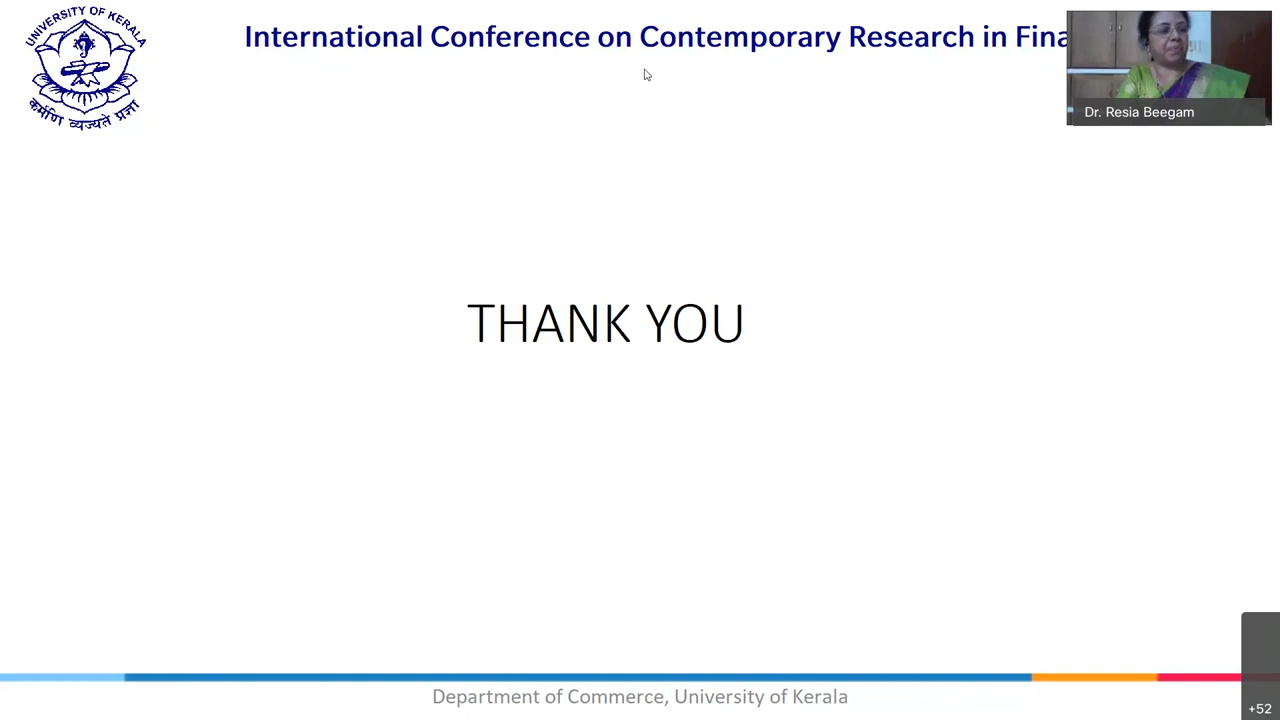 UNIVERSITY OF KERALA
कर्मणि व्यज्यते प्रज्ञा
International Conference on Contemporary Research in Fina
Dr. Resia Beegam
THANK YOU
Department of Commerce, University of Kerala
+52